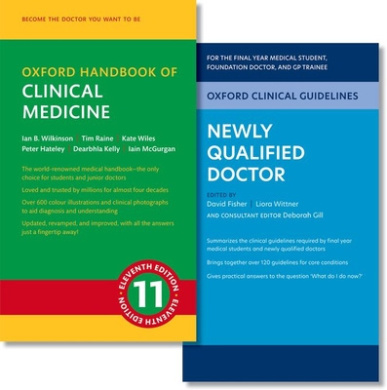 BECOME THE DOCTOR YOU WANT TO BE
OXFORD HANDBOOK OF
CLINICAL
MEDICINE
Ian B. Wilkinson Tim Raine Kate Wiles
Peter Hateley Dearbhla Kelly Iain McGurgan
The world-renowned medical handbook—the only
choice for students and junior doctors
Loved and trusted by millions for almost four decades
Over 600 colour illustrations and clinical photographs
to aid diagnosis and understanding
Updated, revamped, and improved, with all the answers
just a fingertip away!
ELEVENTH EDITION
11
ELEVENTH EDITION
FOR THE FINAL YEAR MEDICAL STUDENT,
FOUNDATION DOCTOR, AND GP TRAINEE
OXFORD CLINICAL GUIDELINES
NEWLY
QUALIFIED
DOCTOR
EDITED BY
David Fisher Liora Wittner
AND CONSULTANT EDITOR Deborah Gill
Summarizes the clinical guidelines required by final year
medical students and newly qualified doctors
Brings together over 120 guidelines for core conditions
Gives practical answers to the question 'What do I do now?'